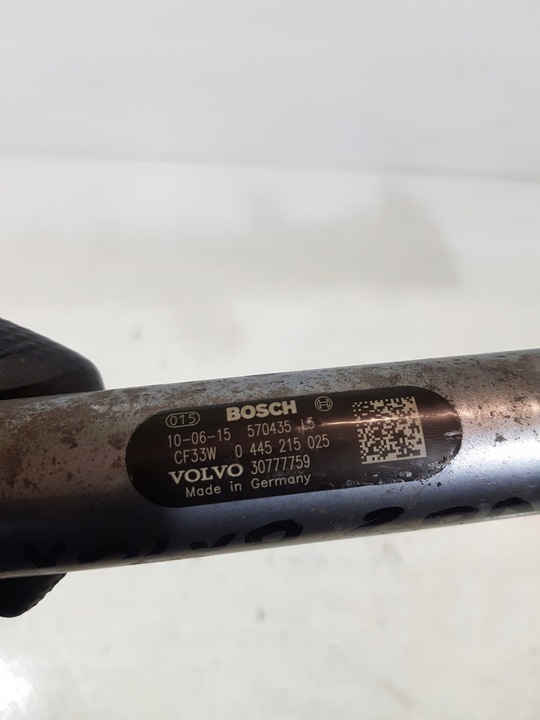 015 BOSCH
10-06-15 570435 L5
CF33W 0 445 215 025
VOLVO 30777759
Made in Germany